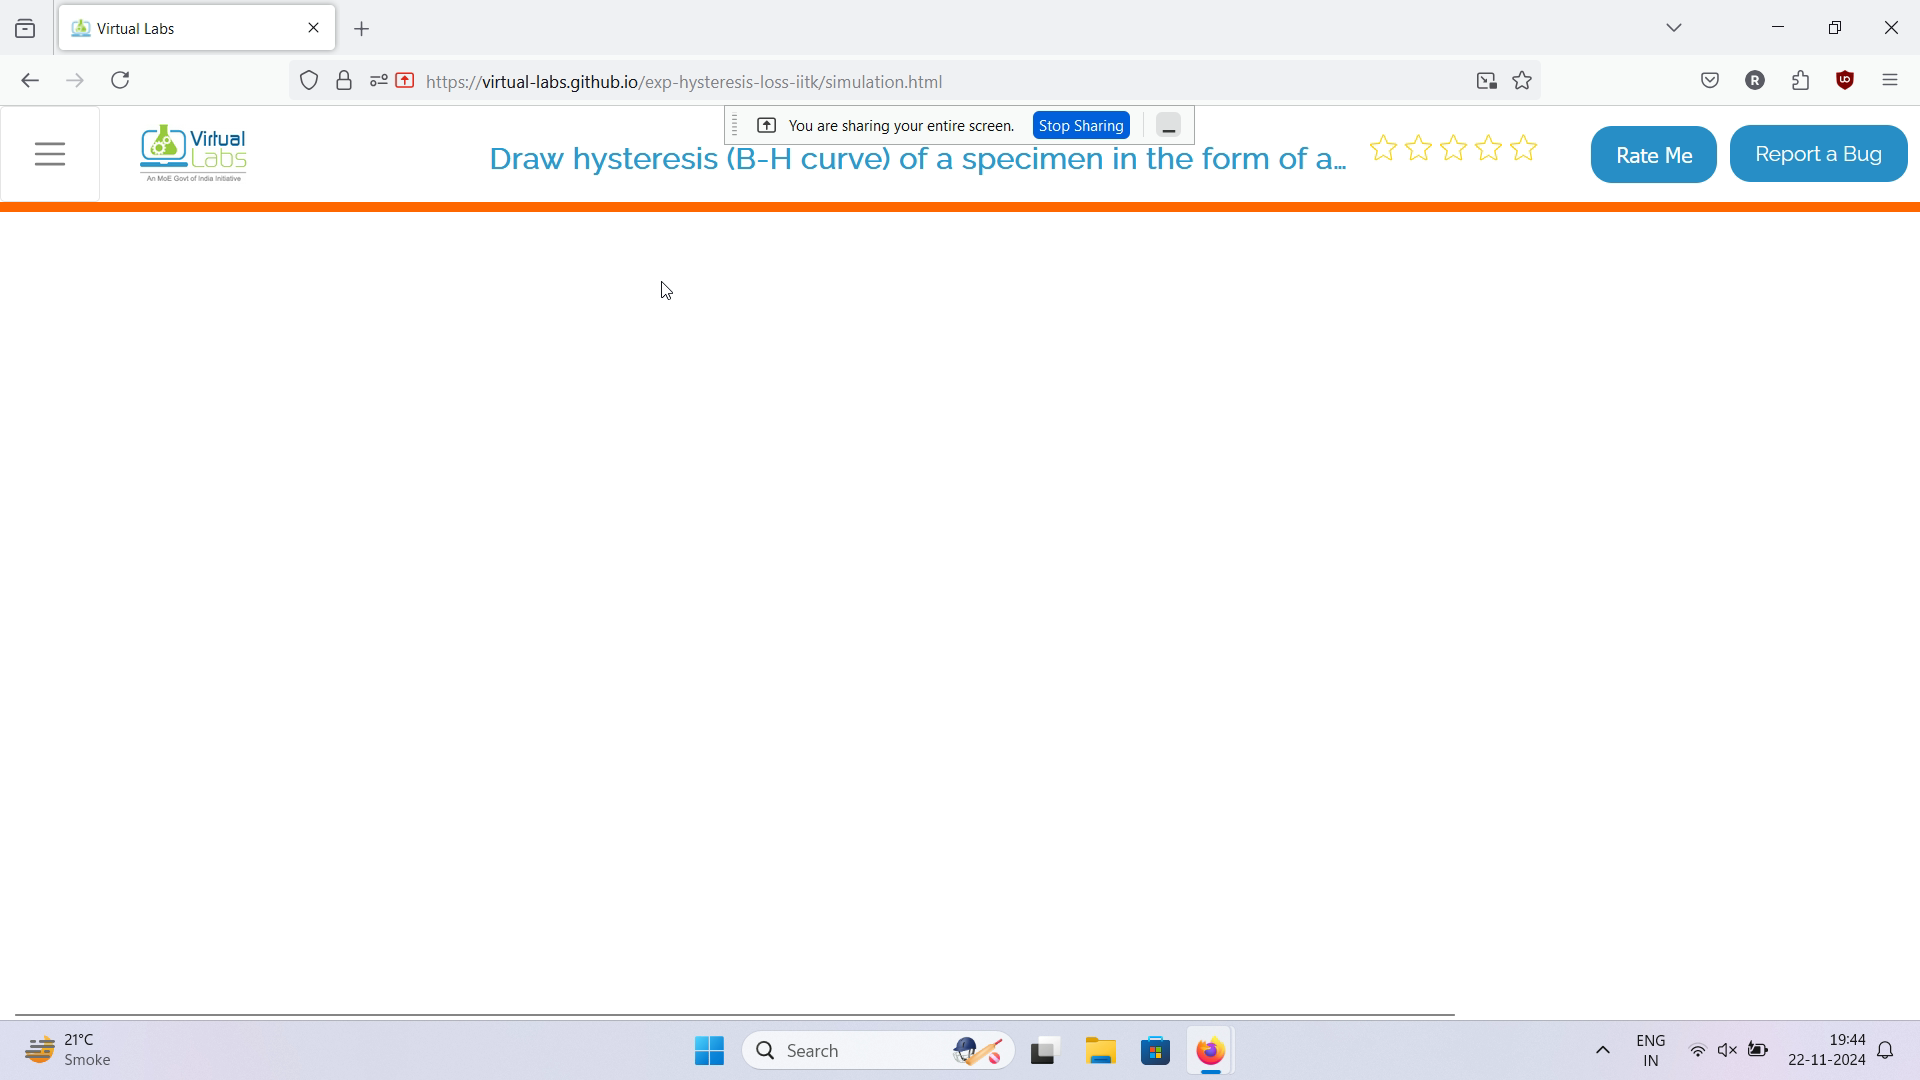 Virtual Labs
https://virtual-labs.github.io/exp-hysteresis-loss-iitk/simulation.html
R
You are sharing your entire screen. Stop Sharing
Virtual
Labs
An MoE Govt of India Initiative
Draw hysteresis (B-H curve) of a specimen in the form of a...
Rate Me
Report a Bug
21°C
Smoke
Search
ENG
IN
19:44
22-11-2024